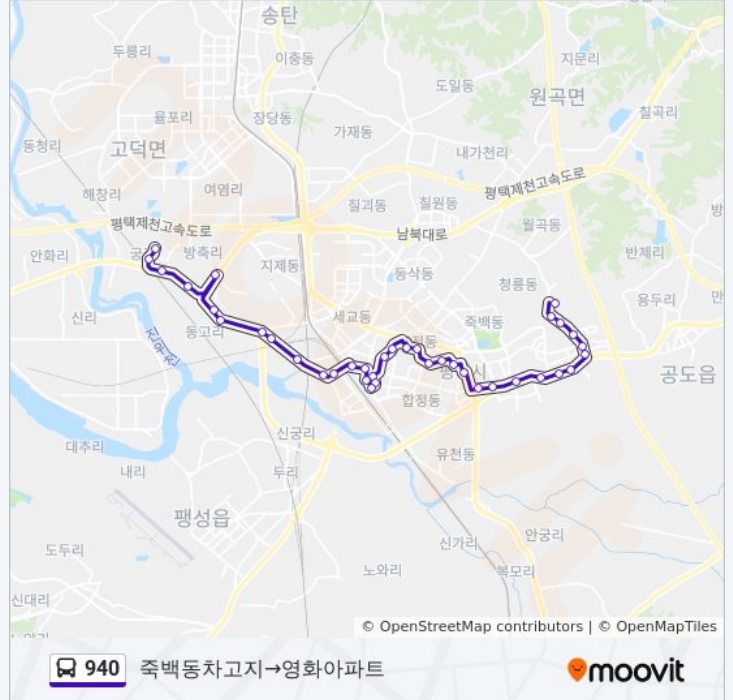 송탄
두릉리
이충동
지문리
도일동
원곡면
율포리
장당동
칠곡리
가재동
동청리
고덕면
내가천리
여염리
평택제천고속도로
해창리
칠괴동
칠원동
평택제천고속도로
남북대로
월곡동
안화리
방축리
지제동
반제리
동삭동
청룡동
용두리
신리
세교동
죽백동
동고리
진위천
공도읍
합정동
신궁리
대추리
유천동
내리
두리
팽성읍
안궁리
신가리
도두리
노와리
복모리
신대리
© OpenStreetMap contributors | © OpenMapTiles
940 죽백동차고지→영화아파트
moovit